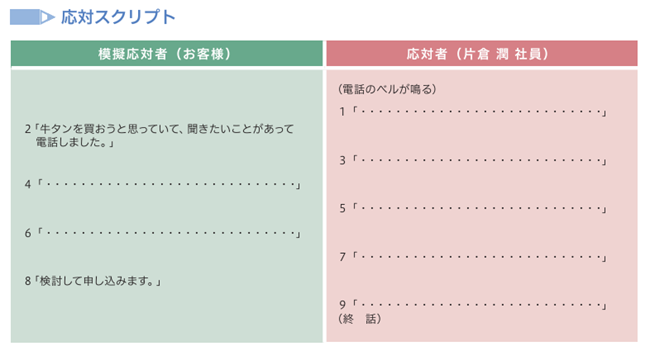 応対スクリプト
模擬応対者（お客様）
2「牛タンを買おうと思っていて、聞きたいことがあって
電話しました。」
4「・・・・・・・・・・・・・・・・・・・・・・・・・・・・・」
6「・・・・・・・・・・・・・・・・・・・・・・・・・・・・・」
8「検討して申し込みます。」
応対者（片倉 潤 社員）
（電話のベルが鳴る）
1「・・・・・・・・・・・・・・・・・・・・・・・・・・・・」
3「・・・・・・・・・・・・・・・・・・・・・・・・・・・・」
5「・・・・・・・・・・・・・・・・・・・・・・・・・・・・」
7「・・・・・・・・・・・・・・・・・・・・・・・・・・・・」
9「・・・・・・・・・・・・・・・・・・・・・・・・・・・・」
（終　話）